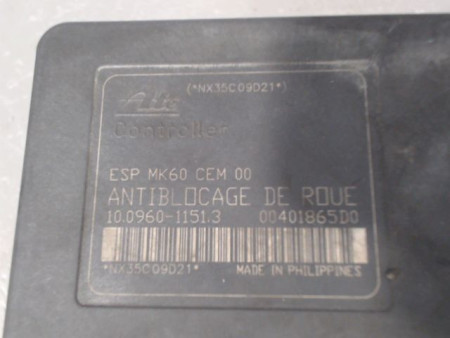 (*NX35C09D21*)
Ate
Controller
ESP MK60 CEM 00
ANTIBLOCAGE DE ROUE
10.0960-1151.3 00401865D0
*NX35C09D21* MADE IN PHILIPPINES